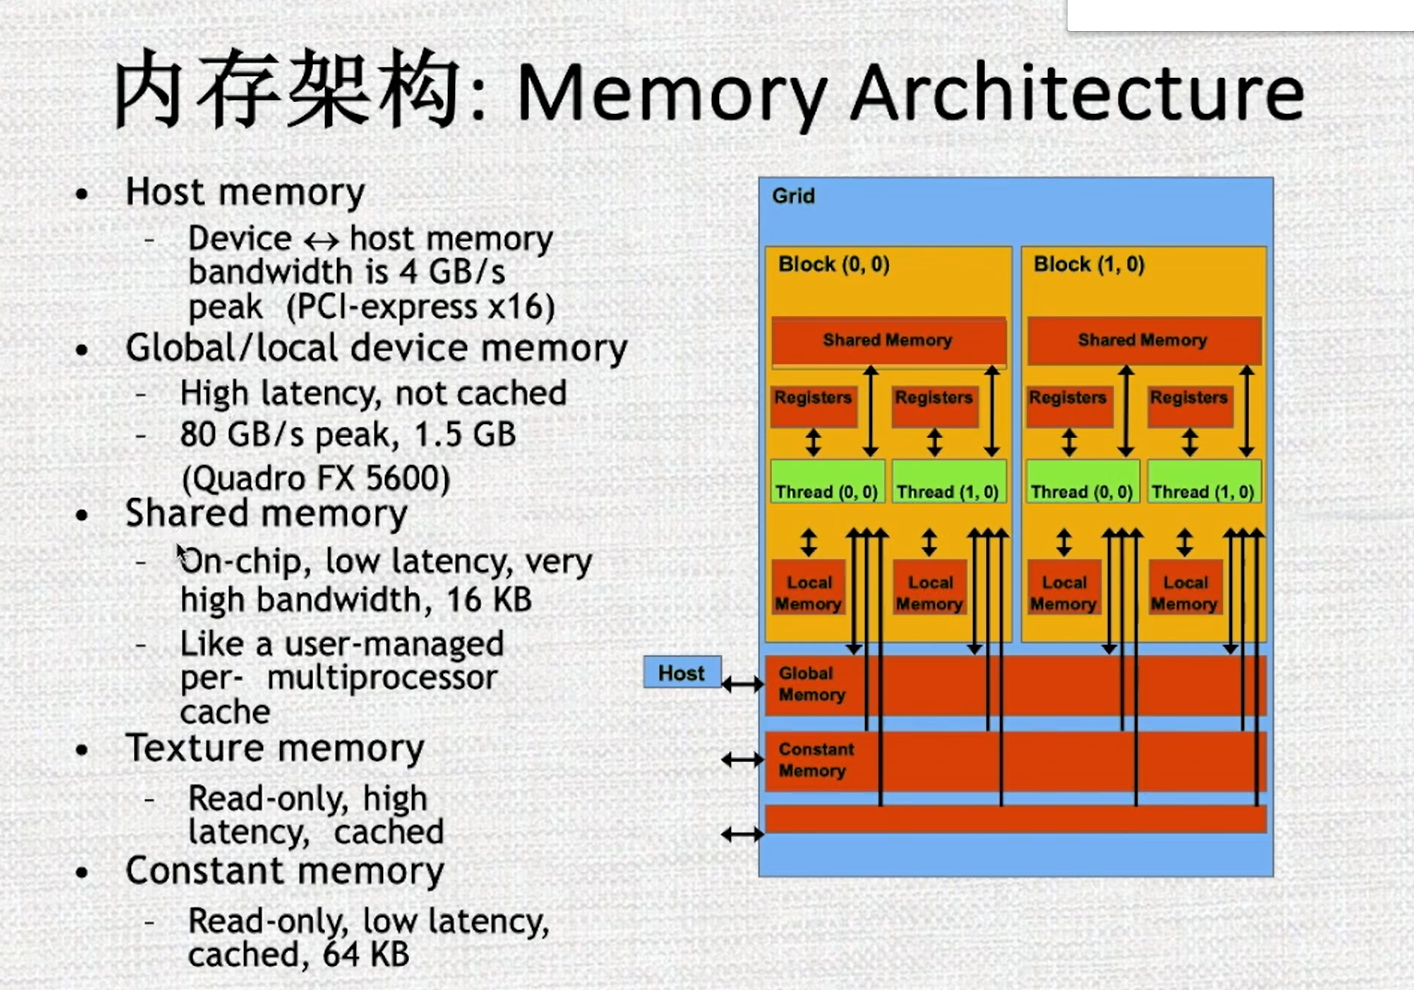 内存架构: Memory Architecture
• Host memory
- Device ↔ host memory
bandwidth is 4 GB/s
peak (PCI-express x16)
• Global/local device memory
- High latency, not cached
- 80 GB/s peak, 1.5 GB
(Quadro FX 5600)
• Shared memory
- On-chip, low latency, very
high bandwidth, 16 KB
- Like a user-managed
per- multiprocessor
cache
• Texture memory
- Read-only, high
latency, cached
• Constant memory
- Read-only, low latency,
cached, 64 KB
Grid
Block (0, 0)
Block (1, 0)
Shared Memory
Shared Memory
Registers
Registers
Registers
Registers
Thread (0, 0)
Thread (1, 0)
Thread (0, 0)
Thread (1, 0)
Local
Memory
Local
Memory
Local
Memory
Local
Memory
Host
Global
Memory
Constant
Memory